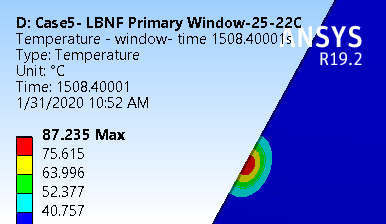 D: Case5- LBNF Primary Window-25-22C
Temperature - window- time 1508.40001s
Type: Temperature
Unit: °C
Time: 1508.40001
1/31/2020 10:52 AM
ANSYS
R19.2
87.235 Max
75.615
63.996
52.377
40.757